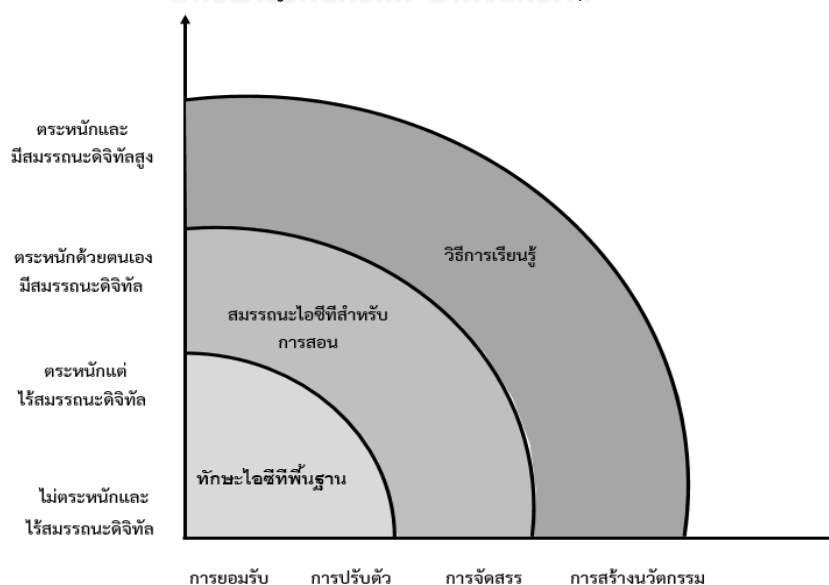 ตระหนักและ
มีสมรรถนะดิจิทัลสูง
วิธีการเรียนรู้
ตระหนักด้วยตนเอง
มีสมรรถนะดิจิทัล
สมรรถนะไอซีทีสำหรับ
การสอน
ตระหนักแต่
ไร้สมรรถนะดิจิทัล
ทักษะไอซีทีพื้นฐาน
ไม่ตระหนักและ
ไร้สมรรถนะดิจิทัล
การยอมรับ การปรับตัว การจัดสรร การสร้างนวัตกรรม